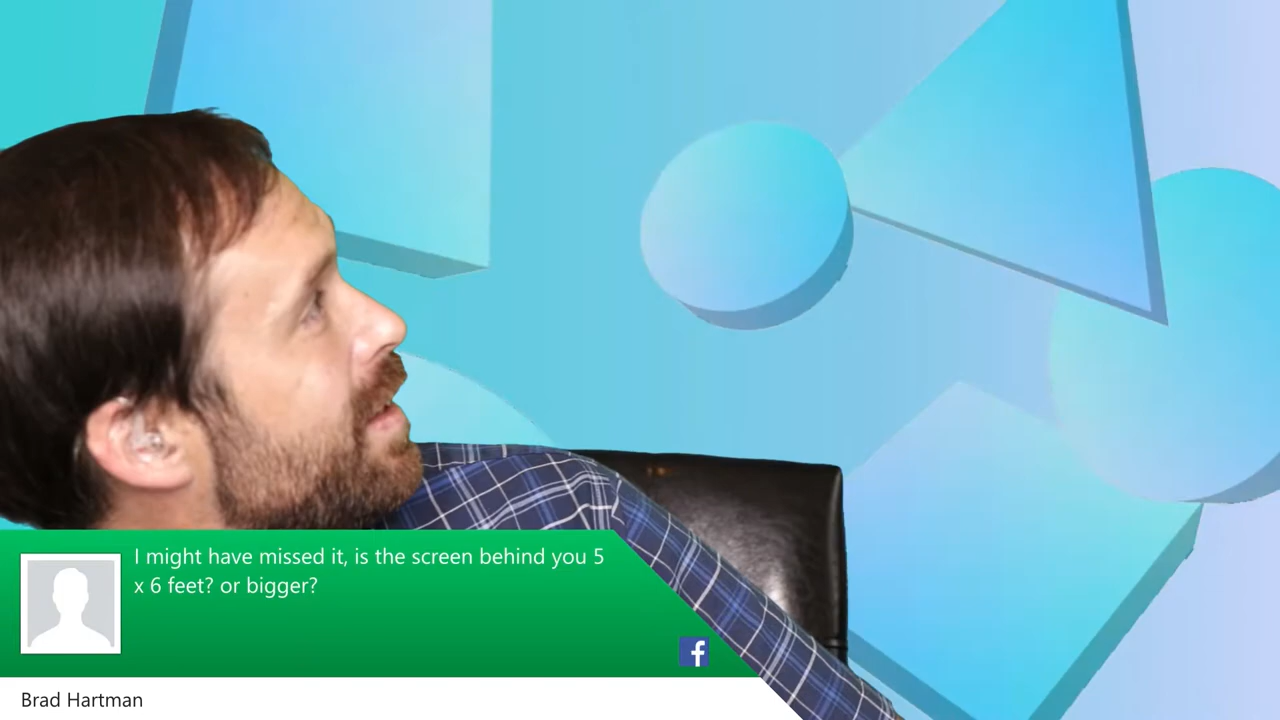 I might have missed it, is the screen behind you 5
x 6 feet? or bigger?
Brad Hartman